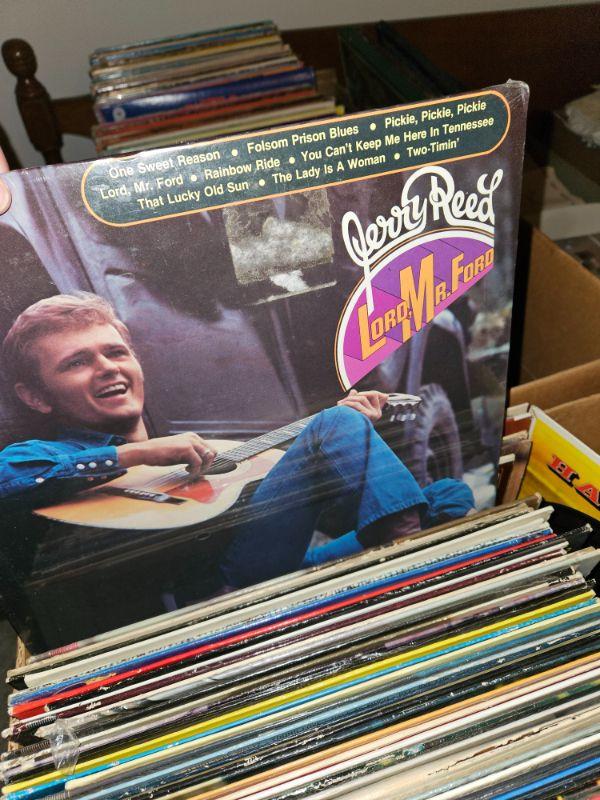 One Sweet Reason • Folsom Prison Blues • Pickie, Pickie, Pickie
Lord, Mr. Ford • Rainbow Ride • You Can't Keep Me Here In Tennessee
That Lucky Old Sun • The Lady Is A Woman • Two-Timin'
Jerry Reed
LORD, MR. FORD
HA